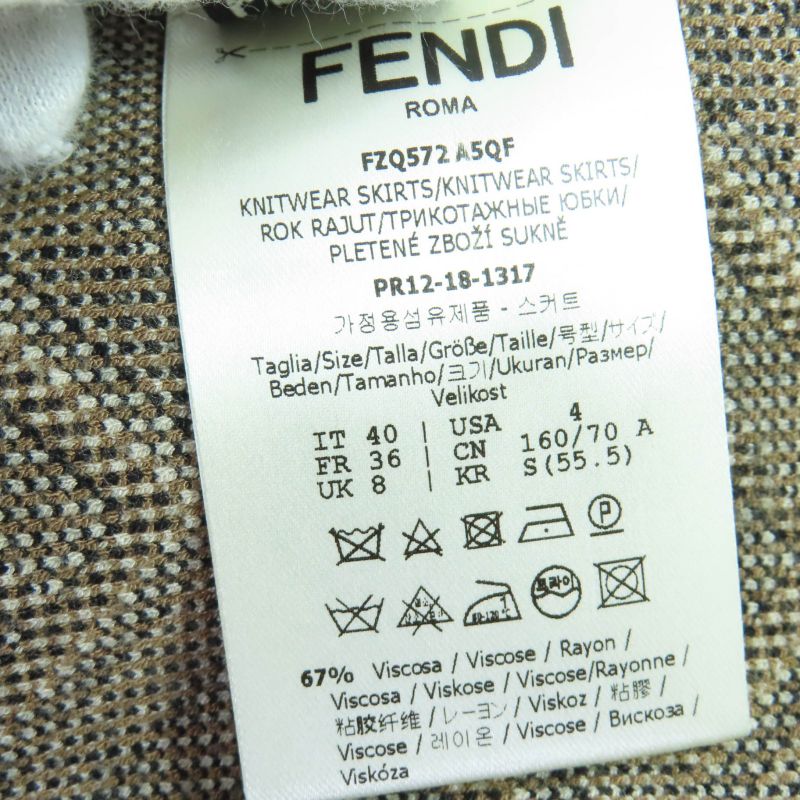 FENDI
ROMA
FZQ572 A5QF
KNITWEAR SKIRTS/KNITWEAR SKIRTS/
ROK RAJUT/ТРИКОТАЖНЫЕ ЮБКИ/
PLETENÉ ZBOŽÍ SUKNĚ
PR12-18-1317
가정용섬유제품 - 스커트
Taglia/Size/Talla/Größe/Taille/号型/サイズ/
Beden/Tamanho/크기/Ukuran/Размер/
Velikost
IT 40 | USA 4
FR 36 | CN 160/70 A
UK 8 | KR S(55.5)
P
드라이
80-120°C
67% Viscosa / Viscose / Rayon /
Viscosa / Viskose / Viscose/Rayonne /
粘胶纤维 / レーヨン / Viskoz / 粘膠 /
Viscose / 레이온 / Viscose / Вискоза /
Viskóza